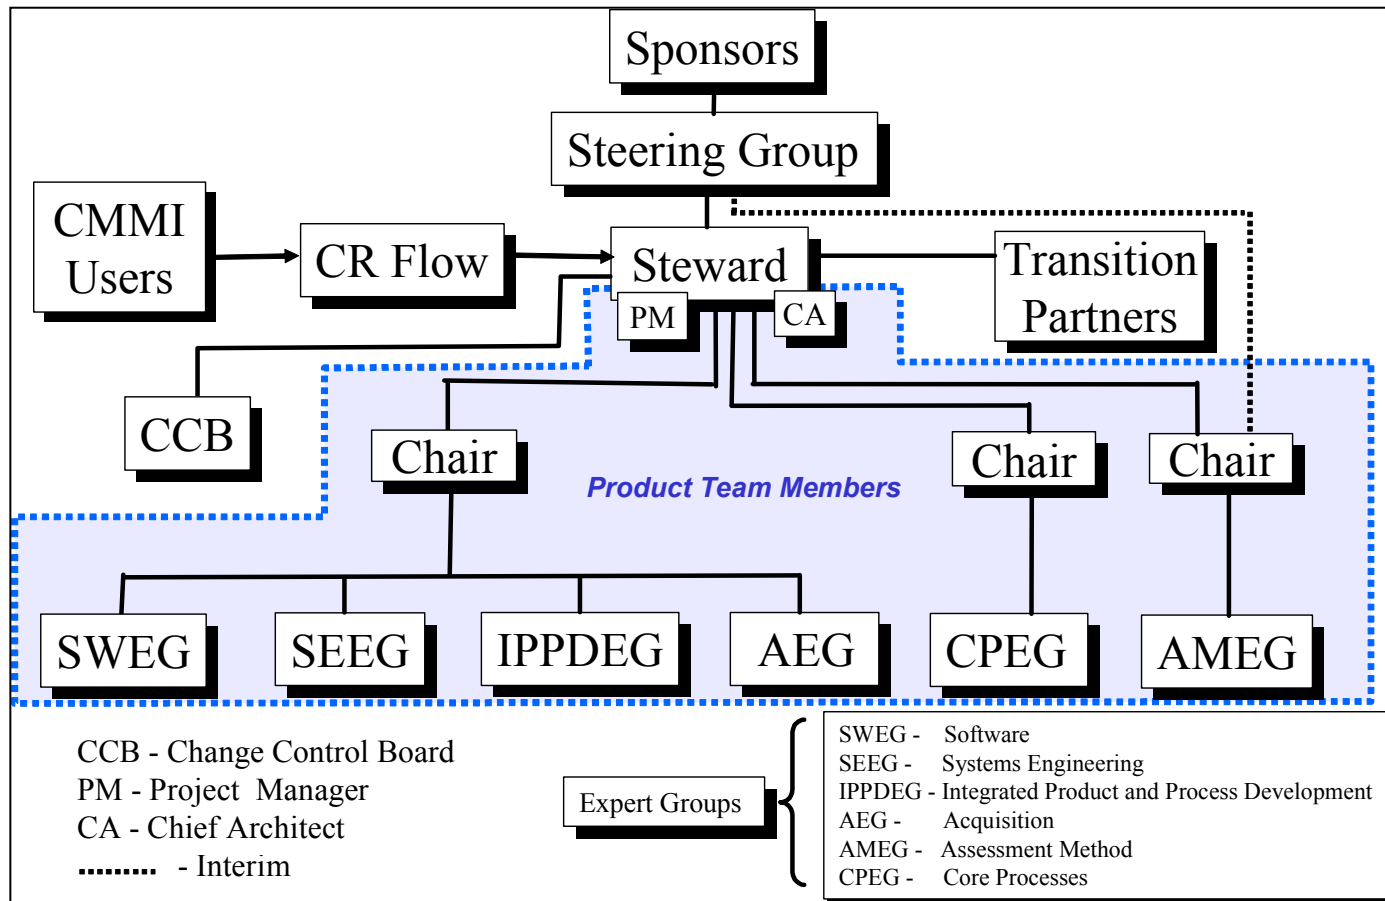 Sponsors
Steering Group
CMMI
Users
CR Flow
Steward
Transition
Partners
PM
CA
CCB
Chair
Chair
Chair
Product Team Members
SWEG
SEEG
IPPDEG
AEG
CPEG
AMEG
CCB - Change Control Board
PM - Project Manager
CA - Chief Architect
- Interim
Expert Groups
SWEG - Software
SEEG - Systems Engineering
IPPDEG - Integrated Product and Process Development
AEG - Acquisition
AMEG - Assessment Method
CPEG - Core Processes